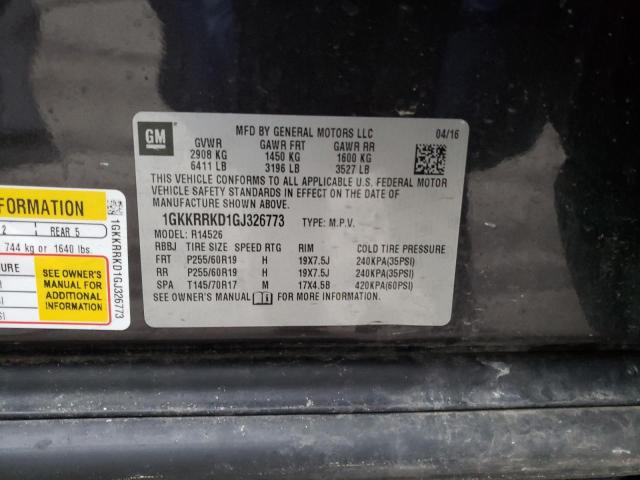 GM
MFD BY GENERAL MOTORS LLC 04/16
GVWR GAWR FRT GAWR RR
2908 KG 1450 KG 1600 KG
6411 LB 3196 LB 3527 LB
THIS VEHICLE CONFORMS TO ALL APPLICABLE U.S. FEDERAL MOTOR
VEHICLE SAFETY STANDARDS IN EFFECT ON THE DATE OF
MANUFACTURE SHOWN ABOVE.
1GKKRRKD1GJ326773 TYPE: M.P.V.
MODEL: R14526
RBBJ TIRE SIZE SPEED RTG RIM COLD TIRE PRESSURE
FRT P255/60R19 H 19X7.5J 240KPA(35PSI)
RR P255/60R19 H 19X7.5J 240KPA(35PSI)
SPA T145/70R17 M 17X4.5B 420KPA(60PSI)
SEE OWNER'S MANUAL FOR MORE INFORMATION.
FORMATION
2 REAR 5
744 kg or 1640 lbs.
SEE OWNER'S
MANUAL FOR
ADDITIONAL
INFORMATION
1GKKRRKD1GJ326773